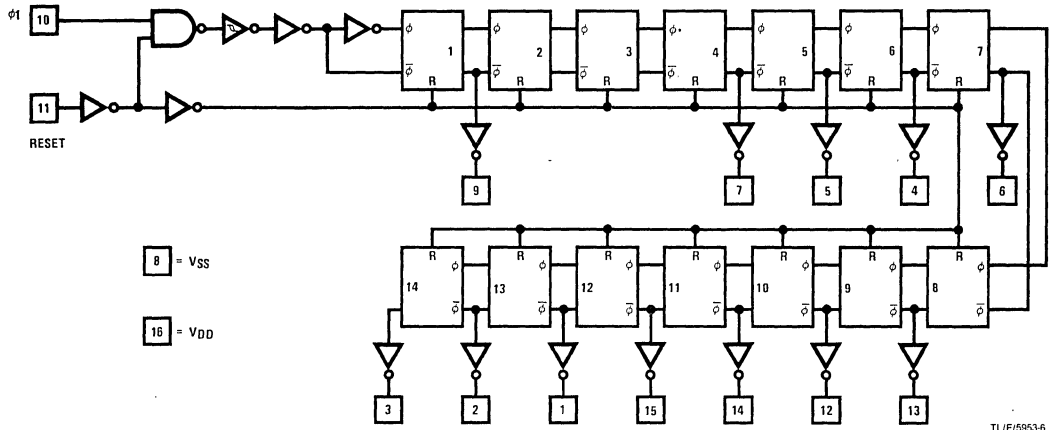 φ1 10
φ φ φ φ φ· φ φ φ
1 2 3 4 5 6 7
φ̅ φ̅ φ̅ φ̅ φ̅ φ̅ φ̅
R R R R R R R
11
RESET
9 7 5 4 6
R R R R R R R
φ φ φ φ φ φ φ
14 13 12 11 10 9 8
φ̅ φ̅ φ̅ φ̅ φ̅ φ̅ φ̅
8 = VSS
16 = VDD
3 2 1 15 14 12 13
TL/F/5953-6